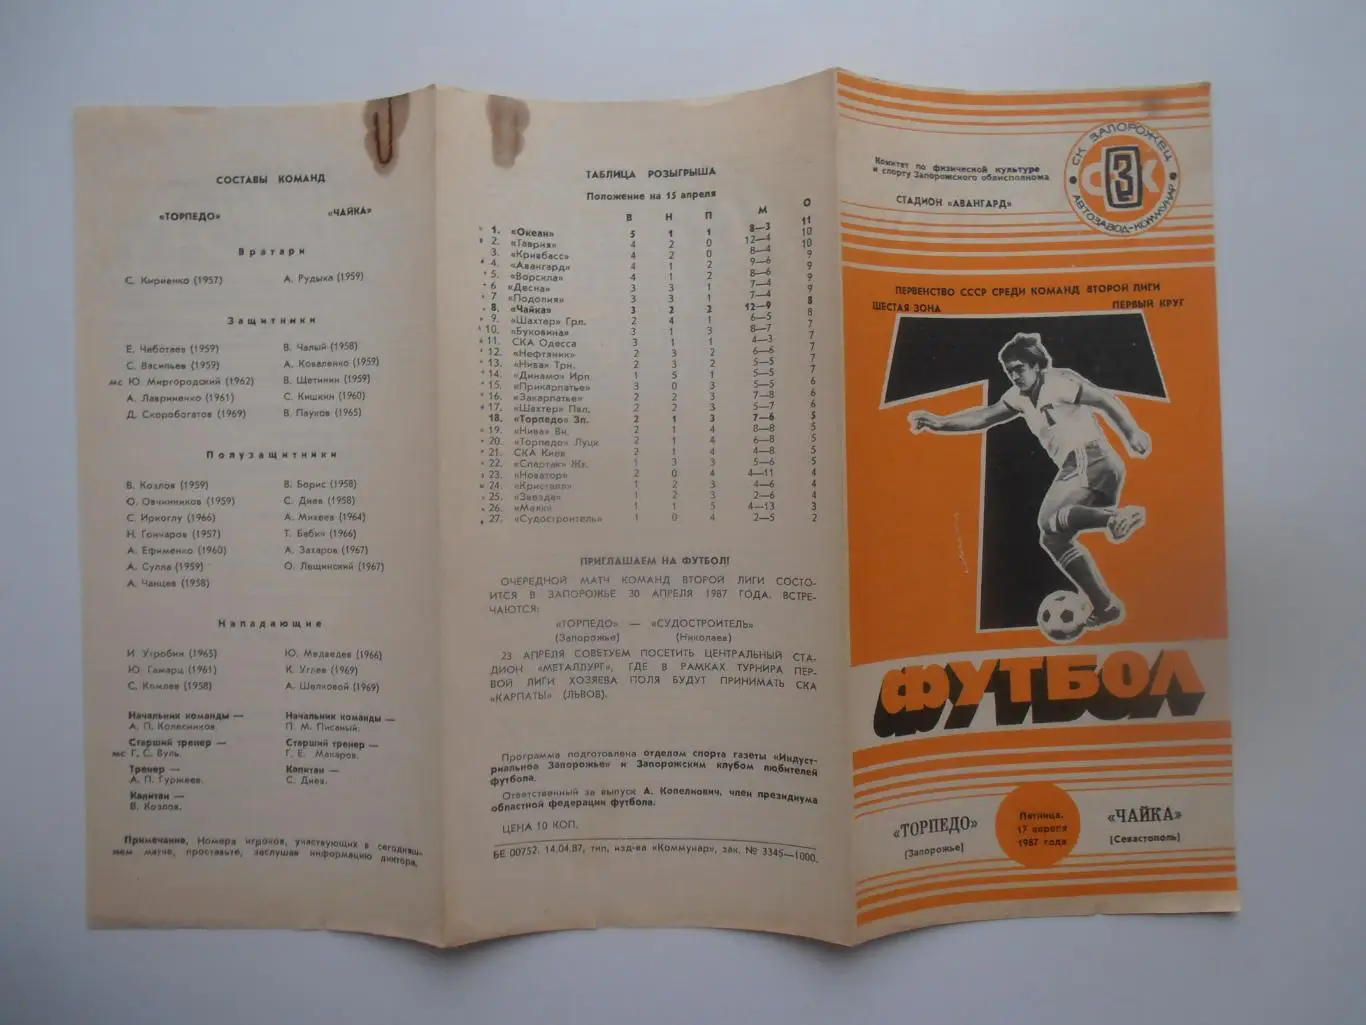 СОСТАВЫ КОМАНД
«ТОРПЕДО» «ЧАЙКА»
Вратари
С. Кириенко (1957) А. Рудыка (1959)
Защитники
Е. Чеботаев (1959) В. Чалый (1958)
С. Васильев (1959) А. Коваленко (1959)
мс Ю. Миргородский (1962) В. Щетинин (1959)
А. Лавриненко (1961) С. Кишкин (1960)
Д. Скоробогатов (1969) В. Пауков (1965)
Полузащитники
В. Козлов (1959) В. Борис (1958)
О. Овчинников (1959) С. Диев (1958)
С. Иркоглу (1966) А. Михеев (1964)
Н. Гончаров (1957) Т. Бабич (1966)
А. Ефименко (1960) А. Захаров (1967)
А. Сулла (1959) О. Лещинский (1967)
А. Чанцев (1958)
Нападающие
И. Угробин (1965) Ю. Медведев (1966)
Ю. Гамарц (1961) К. Углев (1969)
С. Комлев (1958) А. Шелковой (1969)
Начальник команды — Начальник команды —
А. П. Колесников. П. М. Писаный.
Старший тренер — Старший тренер —
мс Г. С. Вуль. Г. Е. Макаров.
Тренер — Капитан —
А. П. Гуржеев. С. Диев.
Капитан —
В. Козлов.
Примечание. Номера игроков, участвующих в сегодняш-
нем матче, проставьте, заслушав информацию диктора.
ТАБЛИЦА РОЗЫГРЫША
Положение на 15 апреля
В Н П М О
1. «Океан» 5 1 1 8—3 11
2. «Таврия» 4 2 0 12—4 10
3. «Кривбасс» 4 2 0 8—4 10
4. «Авангард» 4 1 2 9—6 9
5. «Ворскла» 4 1 2 8—6 9
6 «Десна» 3 3 1 7—4 9
7 «Подолия» 3 3 1 7—4 9
8. «Чайка» 3 2 2 12—9 8
9. «Шахтер» Грл. 2 4 1 6—5 8
10. «Буковина» 3 1 3 8—7 7
11. СКА Одесса 3 1 1 4—3 7
12. «Нефтяник» 2 3 2 6—6 7
13. «Нива» Трн. 2 3 2 5—5 7
14. «Динамо» Ирп. 1 5 1 5—5 7
15. «Прикарпатье» 3 0 3 5—5 6
16. «Закарпатье» 2 2 3 7—8 6
17. «Шахтер» Пвл. 2 2 3 5—7 6
18. «Торпедо» Зп. 2 1 3 7—6 5
19. «Нива» Вн. 2 1 4 8—8 5
20. «Торпедо» Луцк 2 1 4 6—8 5
21. СКА Киев 2 1 4 4—8 5
22. «Спартак» Жт. 1 3 3 5—6 5
23. «Новатор» 2 0 4 4—11 4
24. «Кристалл» 1 2 3 4—6 4
25. «Звезда» 1 2 3 2—6 4
26. «Маяк» 1 1 5 4—13 3
27. «Судостроитель» 1 0 4 2—5 2
ПРИГЛАШАЕМ НА ФУТБОЛ!
ОЧЕРЕДНОЙ МАТЧ КОМАНД ВТОРОЙ ЛИГИ СОСТО-
ИТСЯ В ЗАПОРОЖЬЕ 30 АПРЕЛЯ 1987 ГОДА. ВСТРЕ-
ЧАЮТСЯ:
«ТОРПЕДО» — «СУДОСТРОИТЕЛЬ»
(Запорожье) (Николаев)
23 АПРЕЛЯ СОВЕТУЕМ ПОСЕТИТЬ ЦЕНТРАЛЬНЫЙ СТА-
ДИОН «МЕТАЛЛУРГ», ГДЕ В РАМКАХ ТУРНИРА ПЕР-
ВОЙ ЛИГИ ХОЗЯЕВА ПОЛЯ БУДУТ ПРИНИМАТЬ СКА
«КАРПАТЫ» (ЛЬВОВ).
Программа подготовлена отделом спорта газеты «Индуст-
риальное Запорожье» и Запорожским клубом любителей
футбола.
Ответственный за выпуск А. Копелиович, член президиума
областной федерации футбола.
ЦЕНА 10 КОП.
БЕ 00752. 14.04.87, тип. изд-ва «Коммунар», зак. № 3345—1000.
СК ЗАПОРОЖЕЦ
АВТОЗАВОД-КОММУНАР
Комитет по физической культуре
и спорту Запорожского облисполкома
СТАДИОН «АВАНГАРД»
ПЕРВЕНСТВО СССР СРЕДИ КОМАНД ВТОРОЙ ЛИГИ
ШЕСТАЯ ЗОНА ПЕРВЫЙ КРУГ
Т
ФУТБОЛ
«ТОРПЕДО»
(Запорожье)
Пятница,
17 апреля
1987 года
«ЧАЙКА»
(Севастополь)